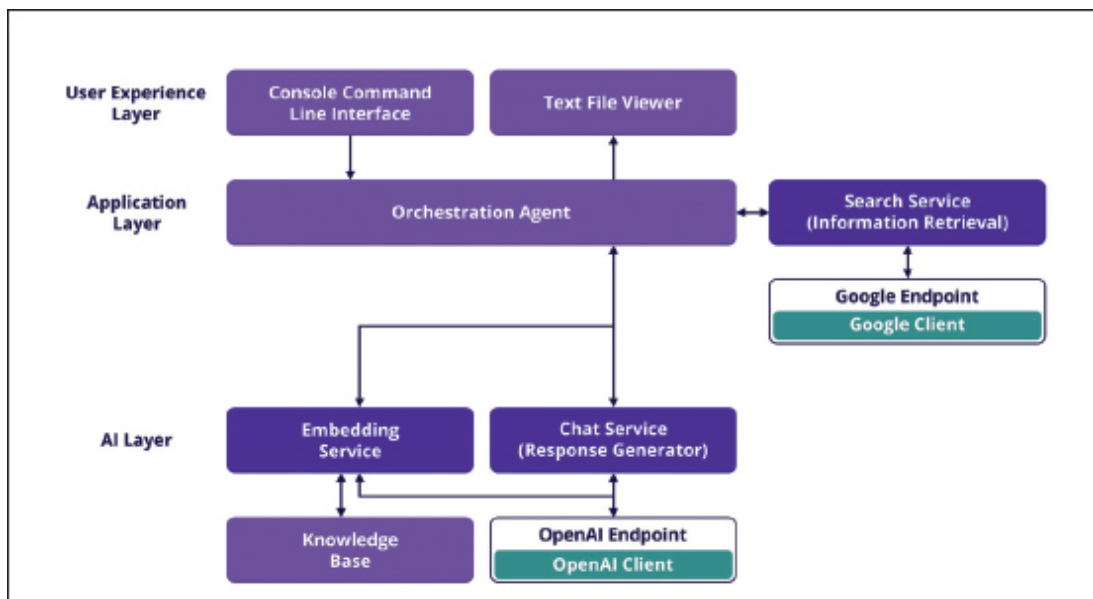 User Experience
Layer
Console Command
Line Interface
Text File Viewer
Application
Layer
Orchestration Agent
Search Service
(Information Retrieval)
Google Endpoint
Google Client
AI Layer
Embedding
Service
Chat Service
(Response Generator)
Knowledge
Base
OpenAI Endpoint
OpenAI Client